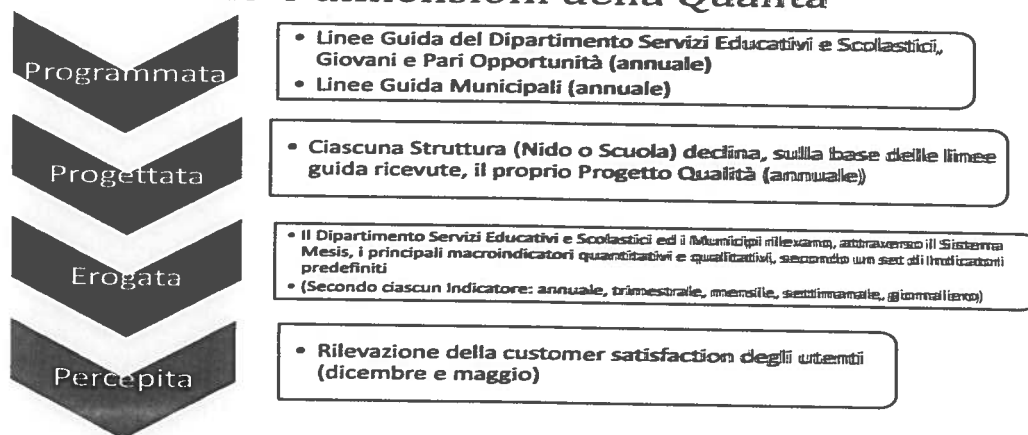 dimensioni della Qualità
Programmata
• Linee Guida del Dipartimento Servizi Educativi e Scolastici,
Giovani e Pari Opportunità (annuale)
• Linee Guida Municipali (annuale)
Progettata
• Ciascuna Struttura (Nido o Scuola) declina, sulla base delle linee
guida ricevute, il proprio Progetto Qualità (annuale)
Erogata
• Il Dipartimento Servizi Educativi e Scolastici ed i Municipi rilevano, attraverso il Sistema
Mesis, i principali macroindicatori quantitativi e qualitativi, secondo un set di Indicatori
predefiniti
• (Secondo ciascun Indicatore: annuale, trimestrale, mensile, settimanale, giornaliero)
Percepita
• Rilevazione della customer satisfaction degli utenti
(dicembre e maggio)